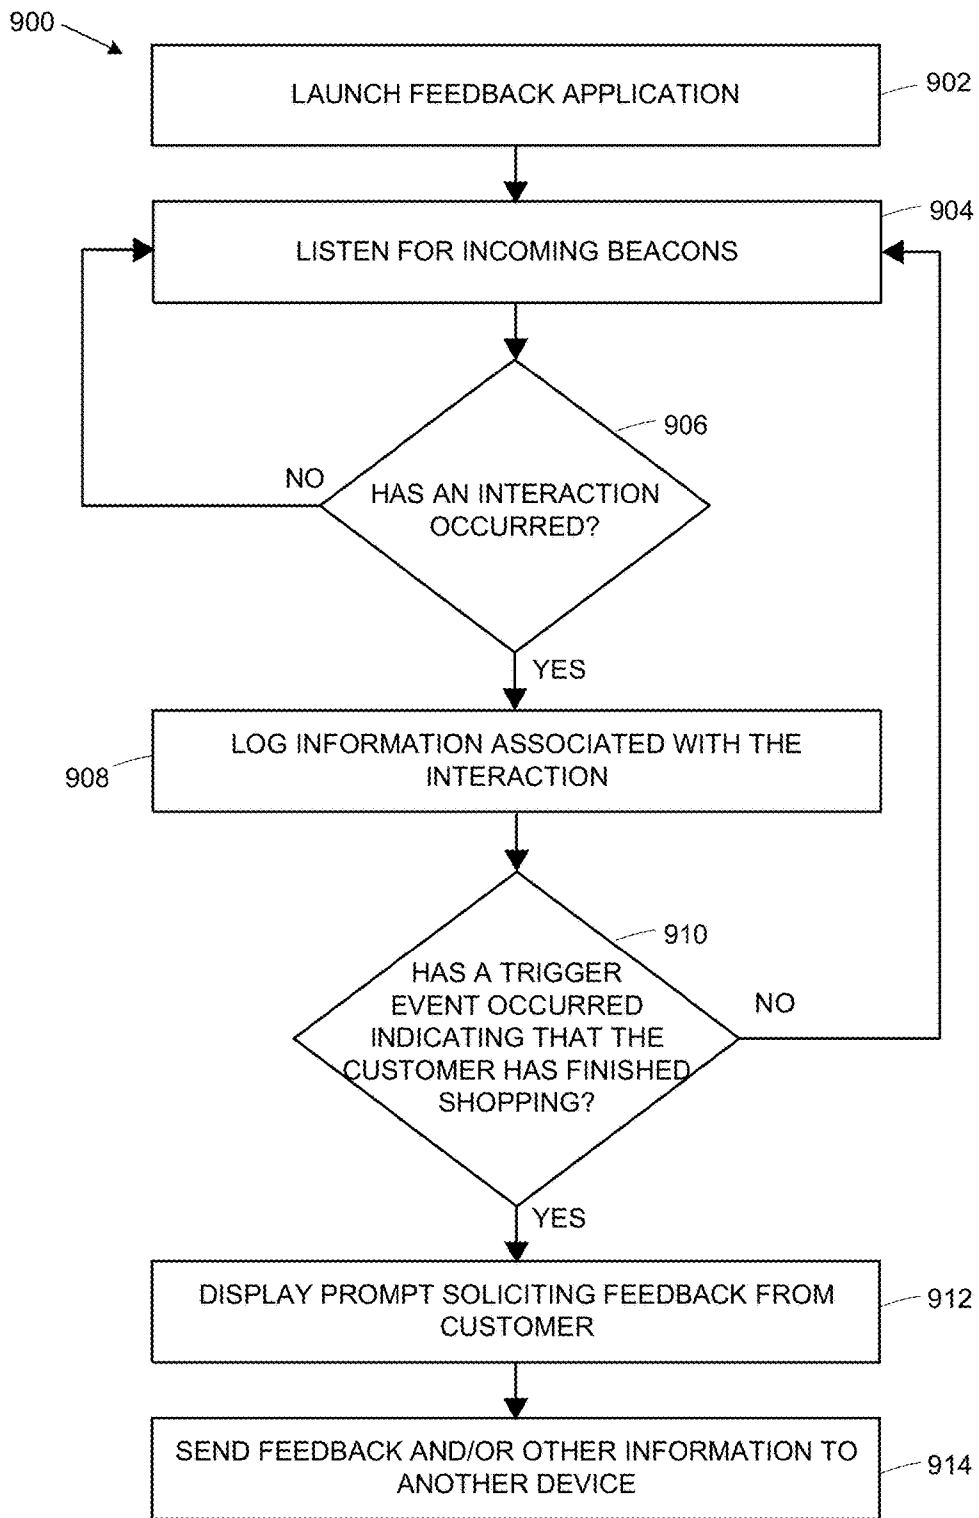 900
LAUNCH FEEDBACK APPLICATION
902
904
LISTEN FOR INCOMING BEACONS
906
NO
HAS AN INTERACTION
OCCURRED?
YES
LOG INFORMATION ASSOCIATED WITH THE
INTERACTION
908
910
HAS A TRIGGER
EVENT OCCURRED
INDICATING THAT THE
CUSTOMER HAS FINISHED
SHOPPING?
NO
YES
DISPLAY PROMPT SOLICITING FEEDBACK FROM
CUSTOMER
912
SEND FEEDBACK AND/OR OTHER INFORMATION TO
ANOTHER DEVICE
914